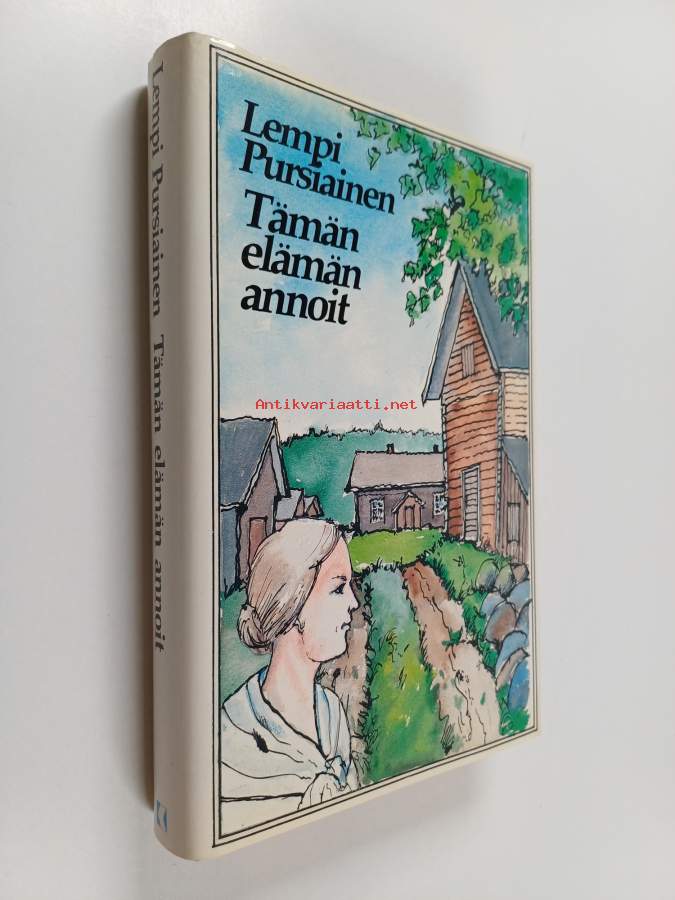 Lempi
Pursiainen
Tämän
elämän
annoit
Antikvariaatti.net
Lempi Pursiainen Tämän elämän annoit